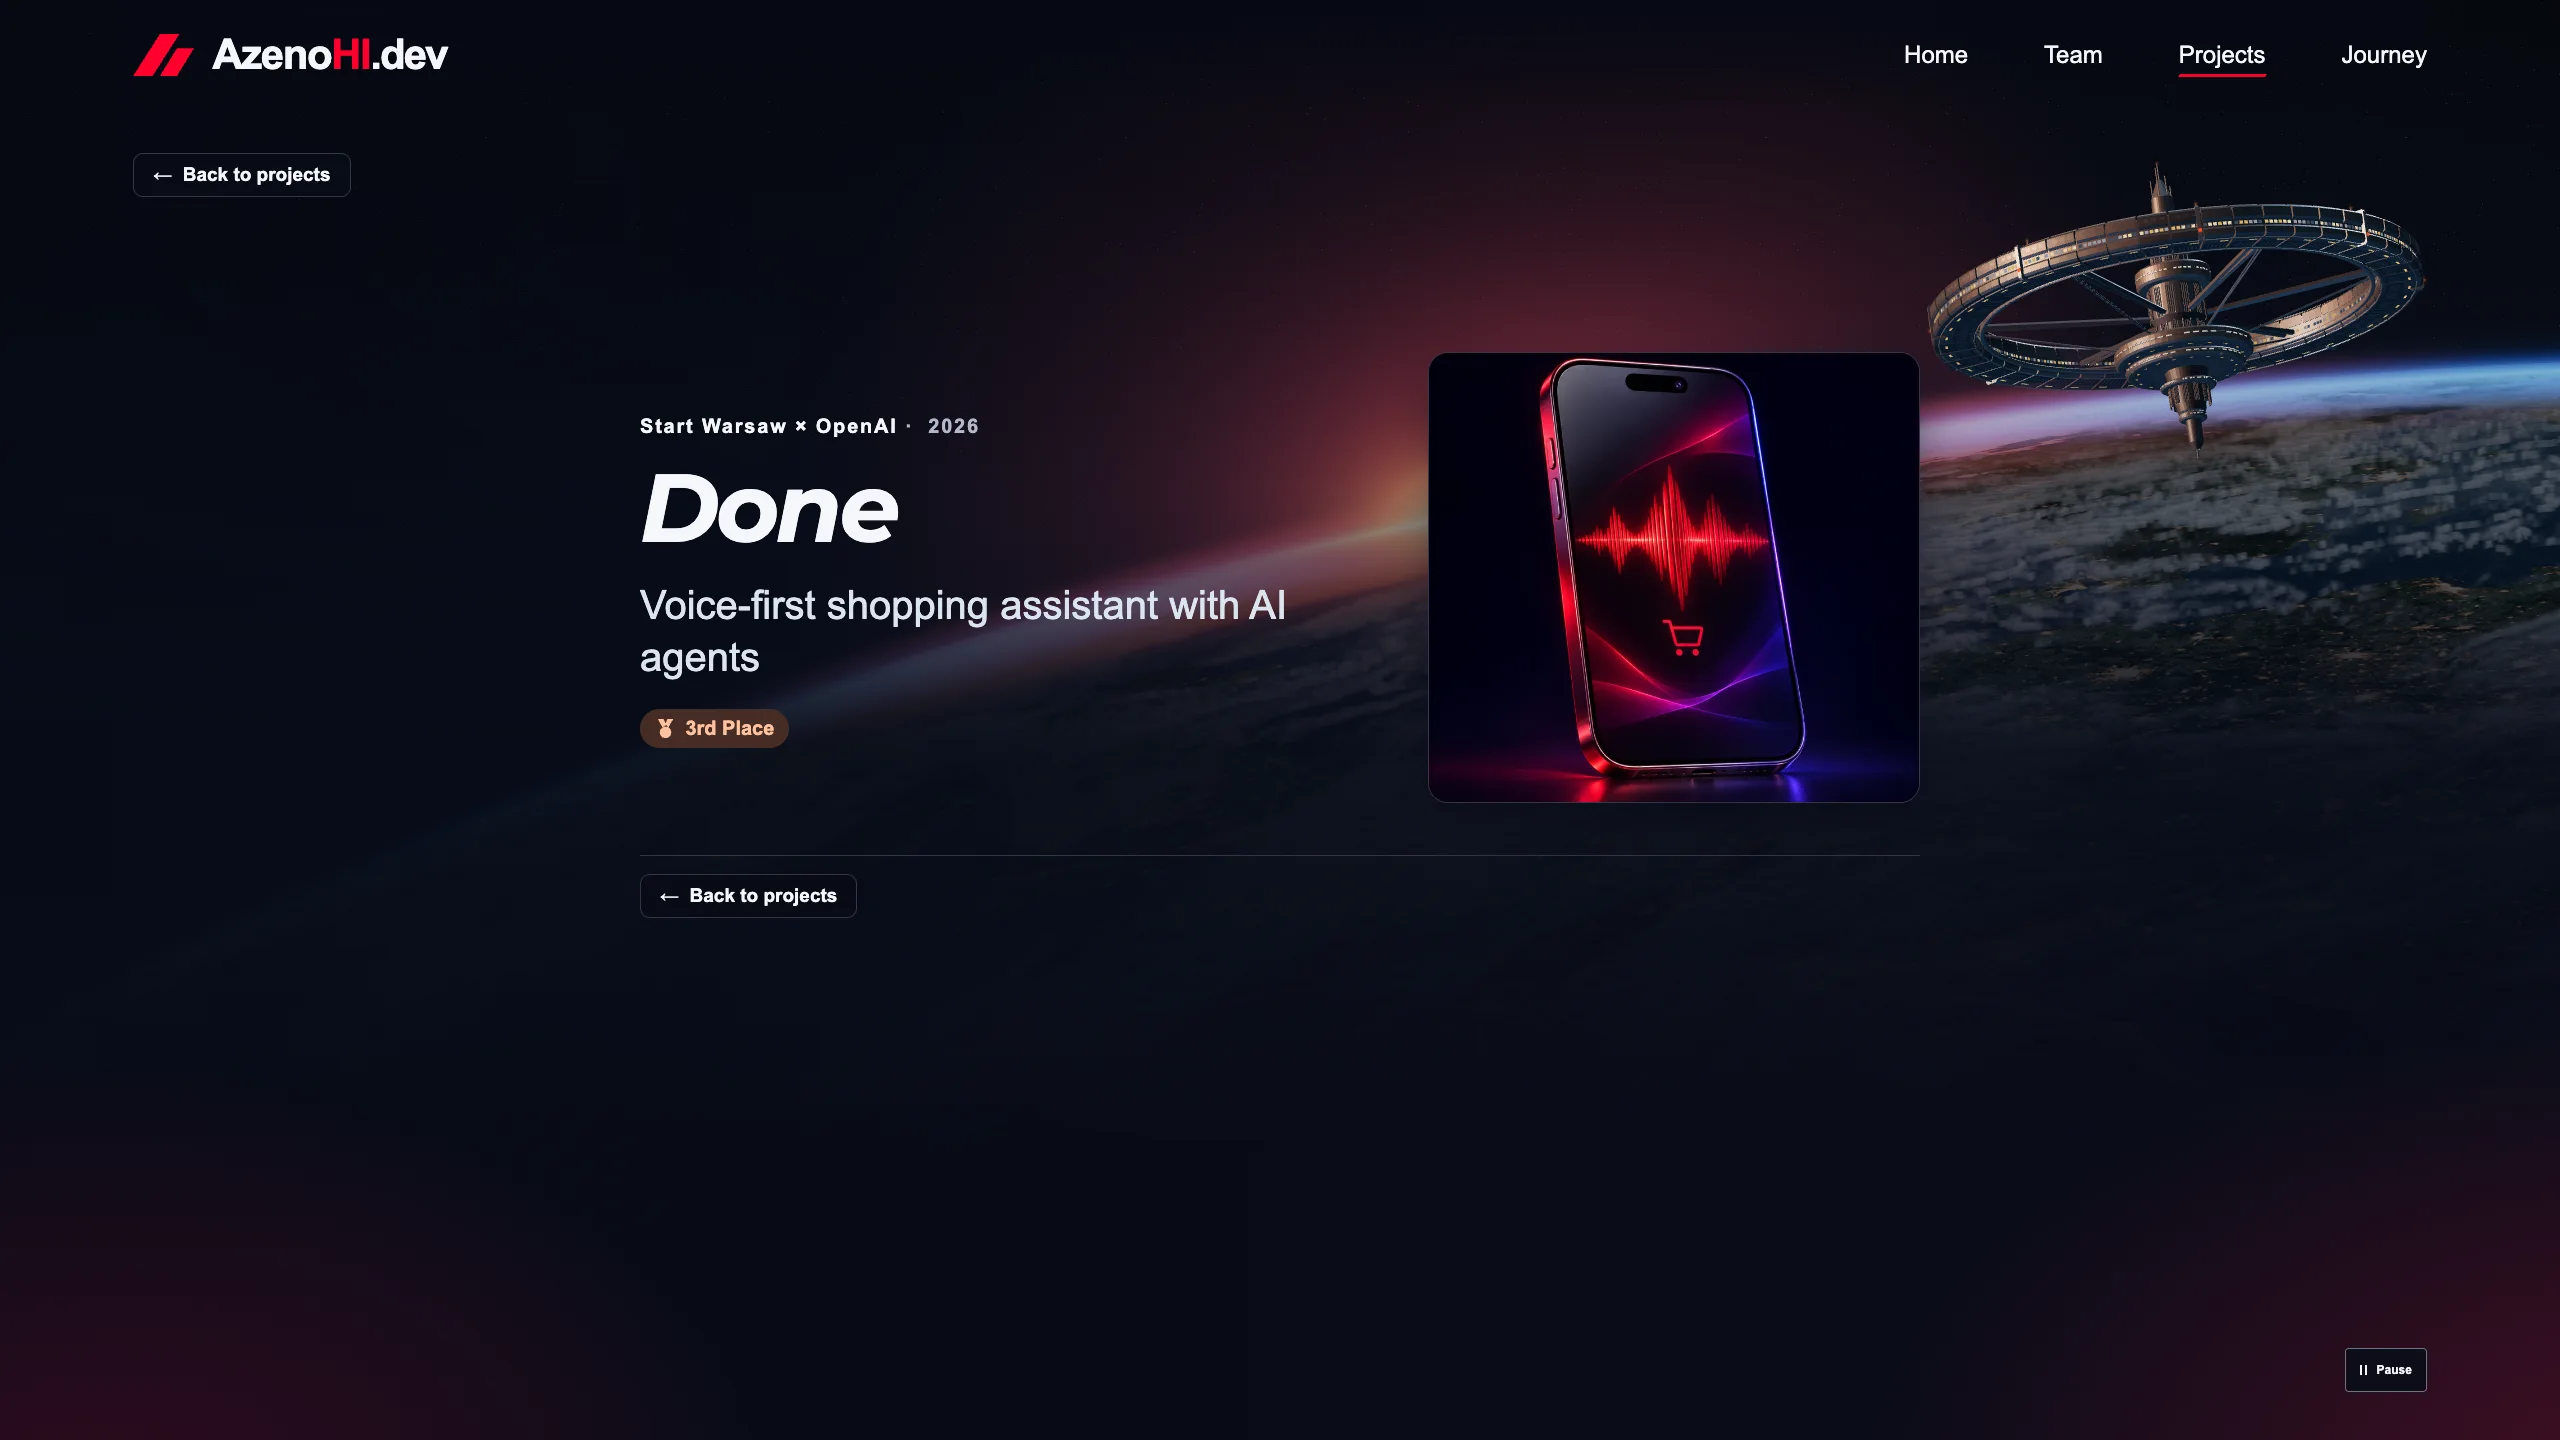 AzenoHI.dev
Home
Team
Projects
Journey
← Back to projects
Start Warsaw × OpenAI · 2026
Done
Voice-first shopping assistant with AI
agents
3rd Place
← Back to projects
Pause